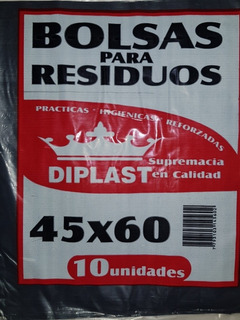 BOLSAS
PARA
RESIDUOS
PRACTICAS · HIGIENICAS · REFORZADAS
DIPLAST
Supremacia
en Calidad
45x60
10 unidades